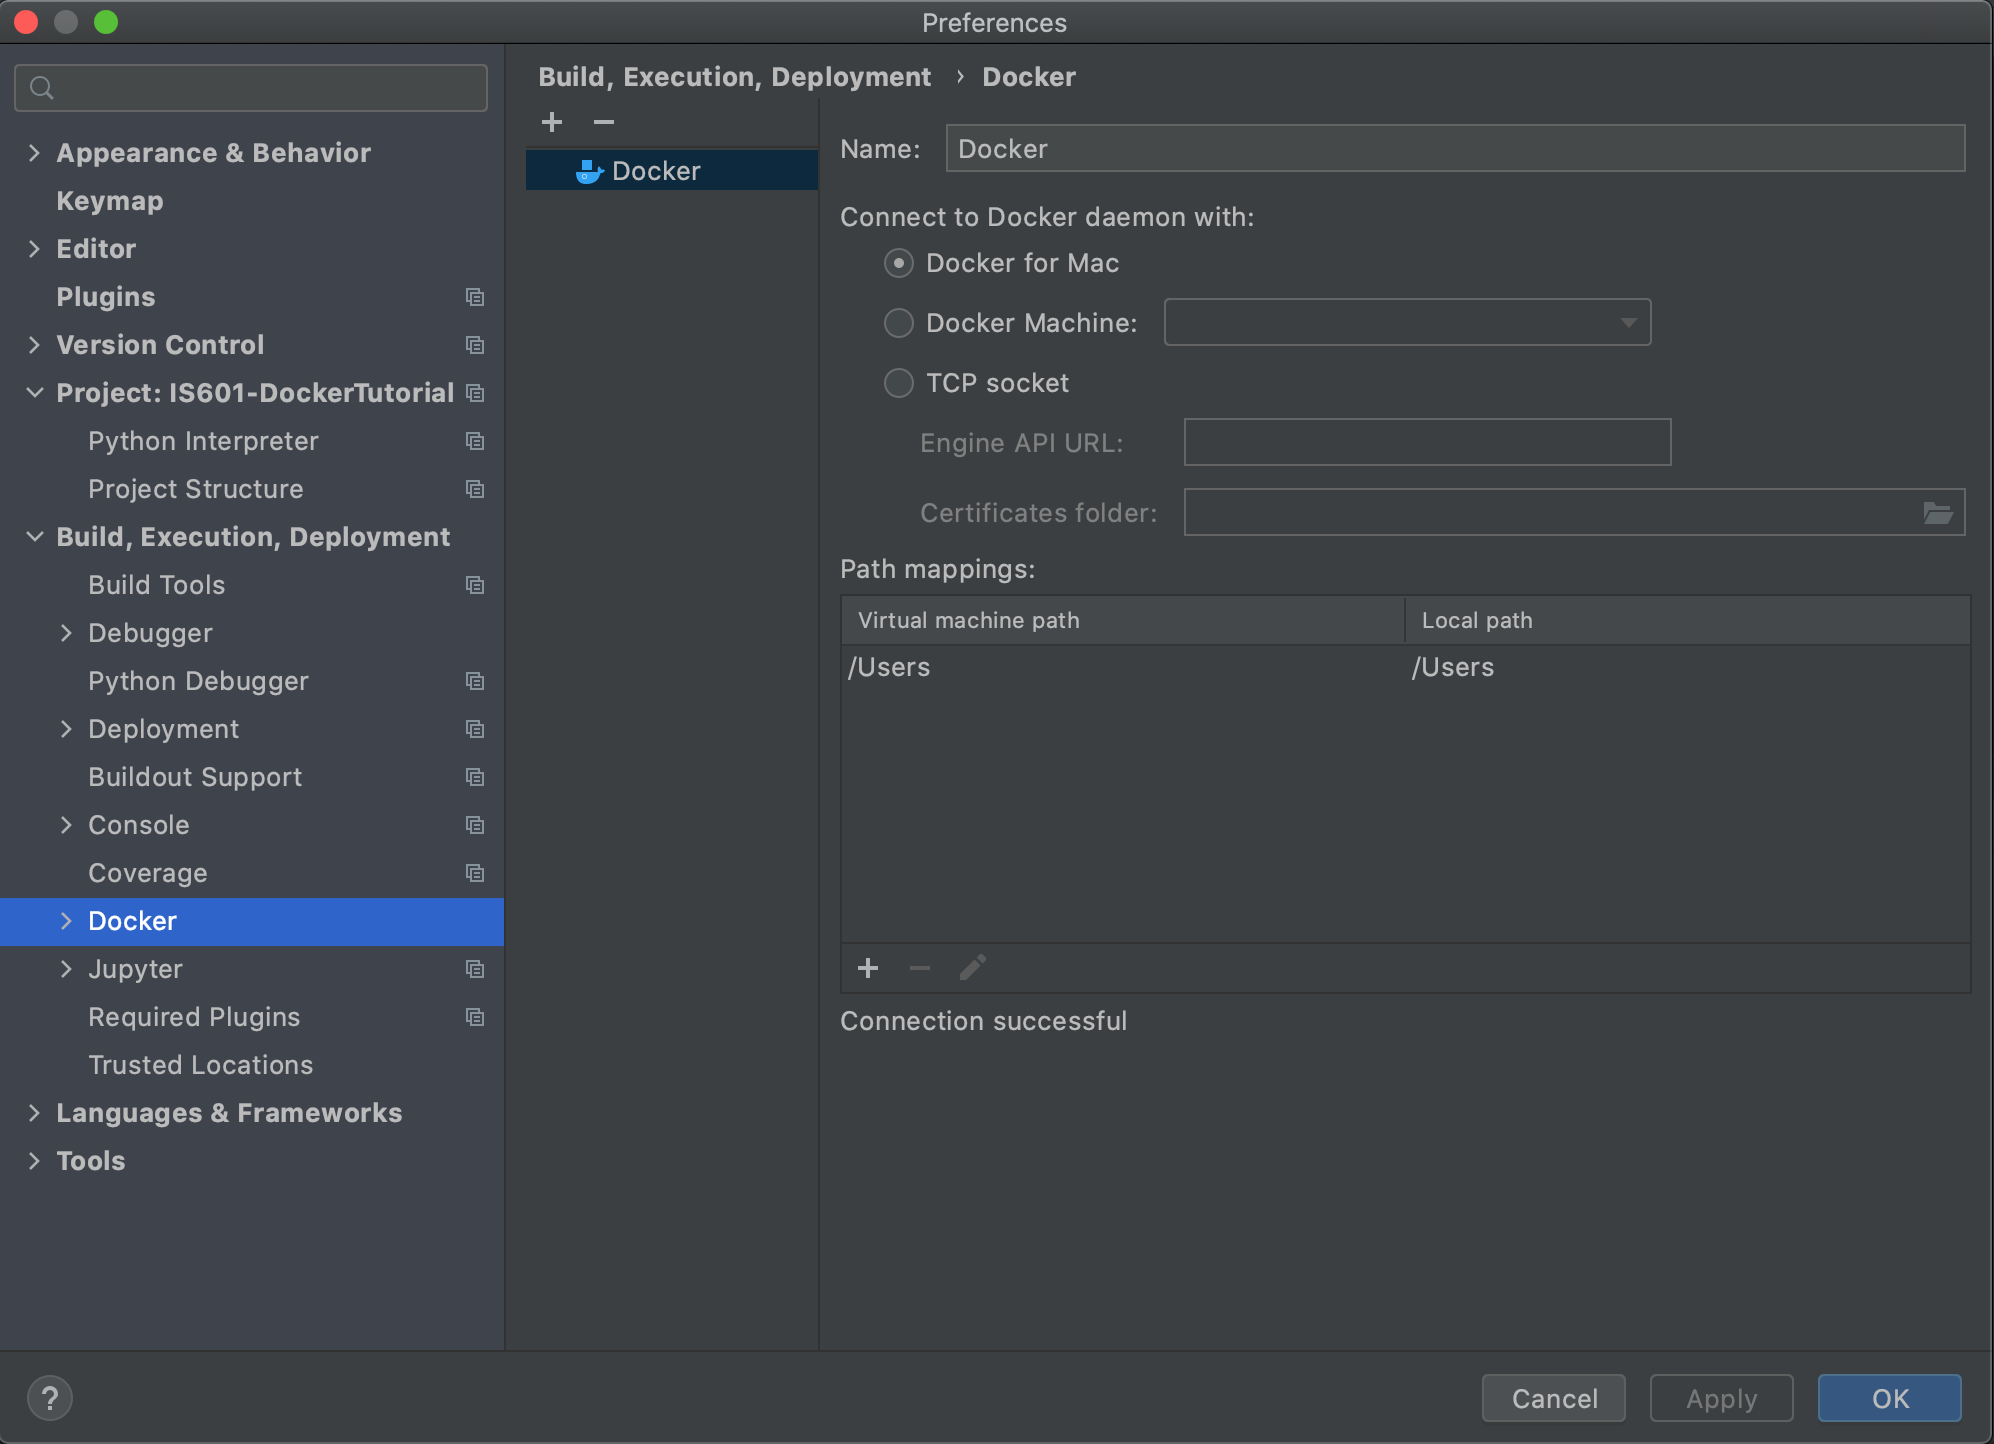 Preferences
Appearance & Behavior
Keymap
Editor
Plugins
Version Control
Project: IS601-DockerTutorial
Python Interpreter
Project Structure
Build, Execution, Deployment
Build Tools
Debugger
Python Debugger
Deployment
Buildout Support
Console
Coverage
Docker
Jupyter
Required Plugins
Trusted Locations
Languages & Frameworks
Tools
Build, Execution, Deployment › Docker
Docker
Name: Docker
Connect to Docker daemon with:
Docker for Mac
Docker Machine:
TCP socket
Engine API URL:
Certificates folder:
Path mappings:
Virtual machine path Local path
/Users /Users
Connection successful
? Cancel Apply OK